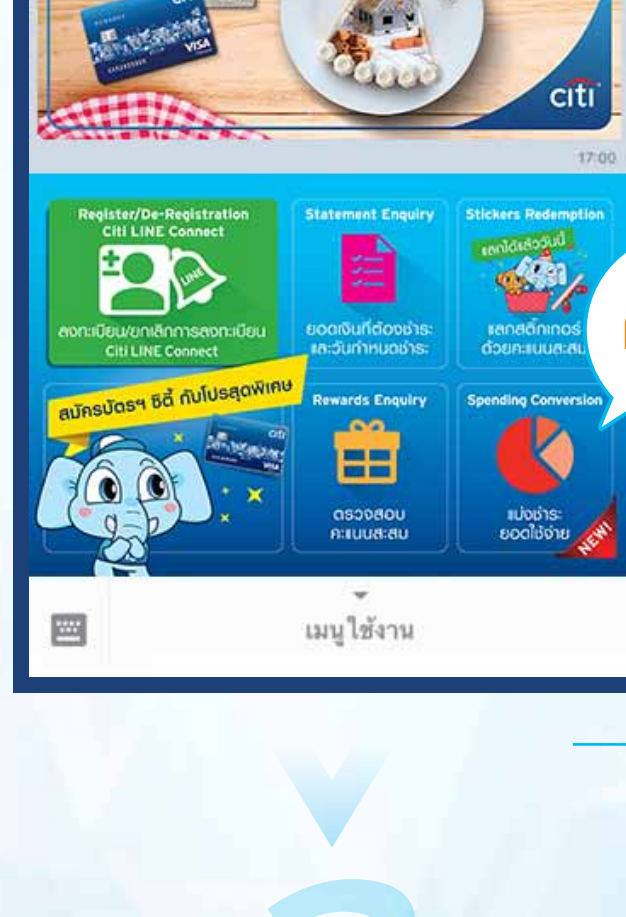 VISA
citi
17:00
Register/De-Registration
Citi LINE Connect
LINE
ลงทะเบียน/ยกเลิกการลงทะเบียน
Citi LINE Connect
Statement Enquiry
ยอดเงินที่ต้องชำระ
และวันกำหนดชำระ
Stickers Redemption
แลกได้แล้ววันนี้
แลกสติ๊กเกอร์
ด้วยคะแนนสะสม
สมัครบัตรฯ ซิตี้ กับโปรสุดพิเศษ
citi
VISA
Rewards Enquiry
ตรวจสอบ
คะแนนสะสม
Spending Conversion
แบ่งชำระ
ยอดใช้จ่าย
NEW!
เมนูใช้งาน